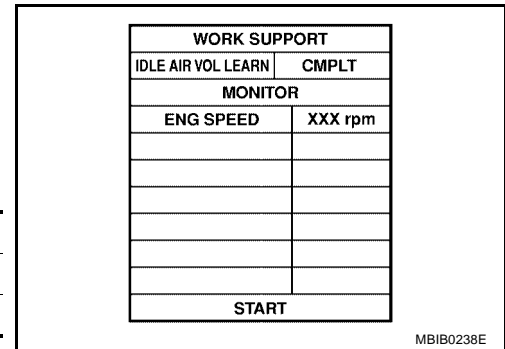 WORK SUPPORT
IDLE AIR VOL LEARN CMPLT
MONITOR
ENG SPEED XXX rpm
START
MBIB0238E